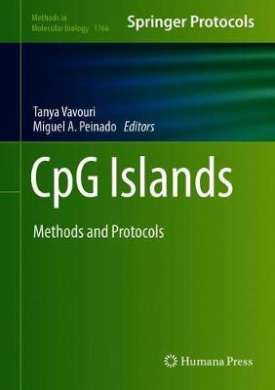 Methods in
Molecular Biology 1766
Springer Protocols
Tanya Vavouri
Miguel A. Peinado Editors
CpG Islands
Methods and Protocols
Humana Press